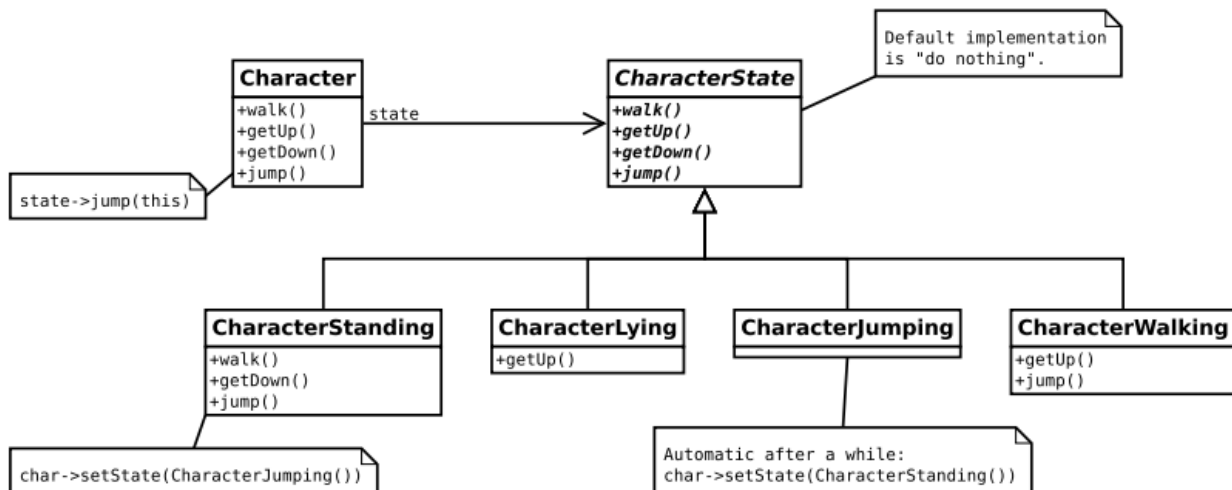 Default implementation
is "do nothing".
Character
+walk()
+getUp()
+getDown()
+jump()
state
CharacterState
+walk()
+getUp()
+getDown()
+jump()
state->jump(this)
CharacterStanding
+walk()
+getDown()
+jump()
CharacterLying
+getUp()
CharacterJumping
CharacterWalking
+getUp()
+jump()
char->setState(CharacterJumping())
Automatic after a while:
char->setState(CharacterStanding())